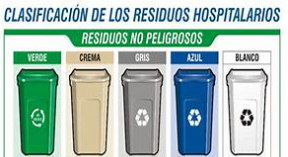 CLASIFICACIÓN DE LOS RESIDUOS HOSPITALARIOS
RESIDUOS NO PELIGROSOS
VERDE CREMA GRIS AZUL BLANCO